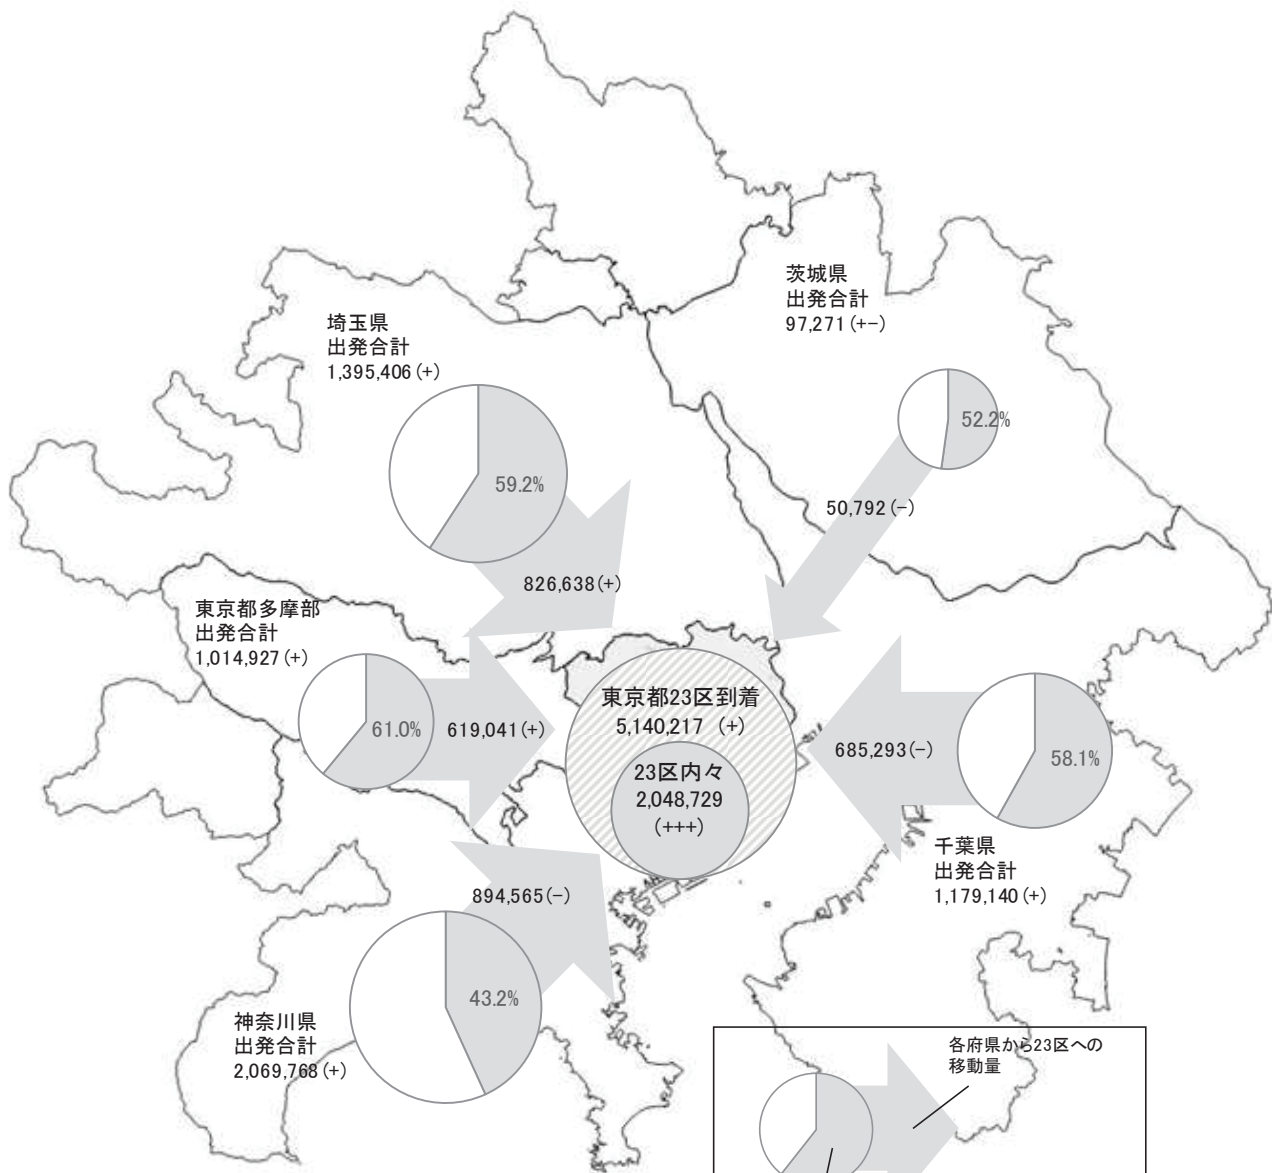 茨城県
出発合計
97,271(+-)
埼玉県
出発合計
1,395,406(+)
52.2%
59.2%
50,792(-)
826,638(+)
東京都多摩部
出発合計
1,014,927(+)
61.0%
619,041(+)
東京都23区到着
5,140,217 (+)
23区内々
2,048,729
(+++)
685,293(-)
58.1%
千葉県
出発合計
1,179,140(+)
894,565(-)
43.2%
神奈川県
出発合計
2,069,768(+)
各府県から23区への
移動量